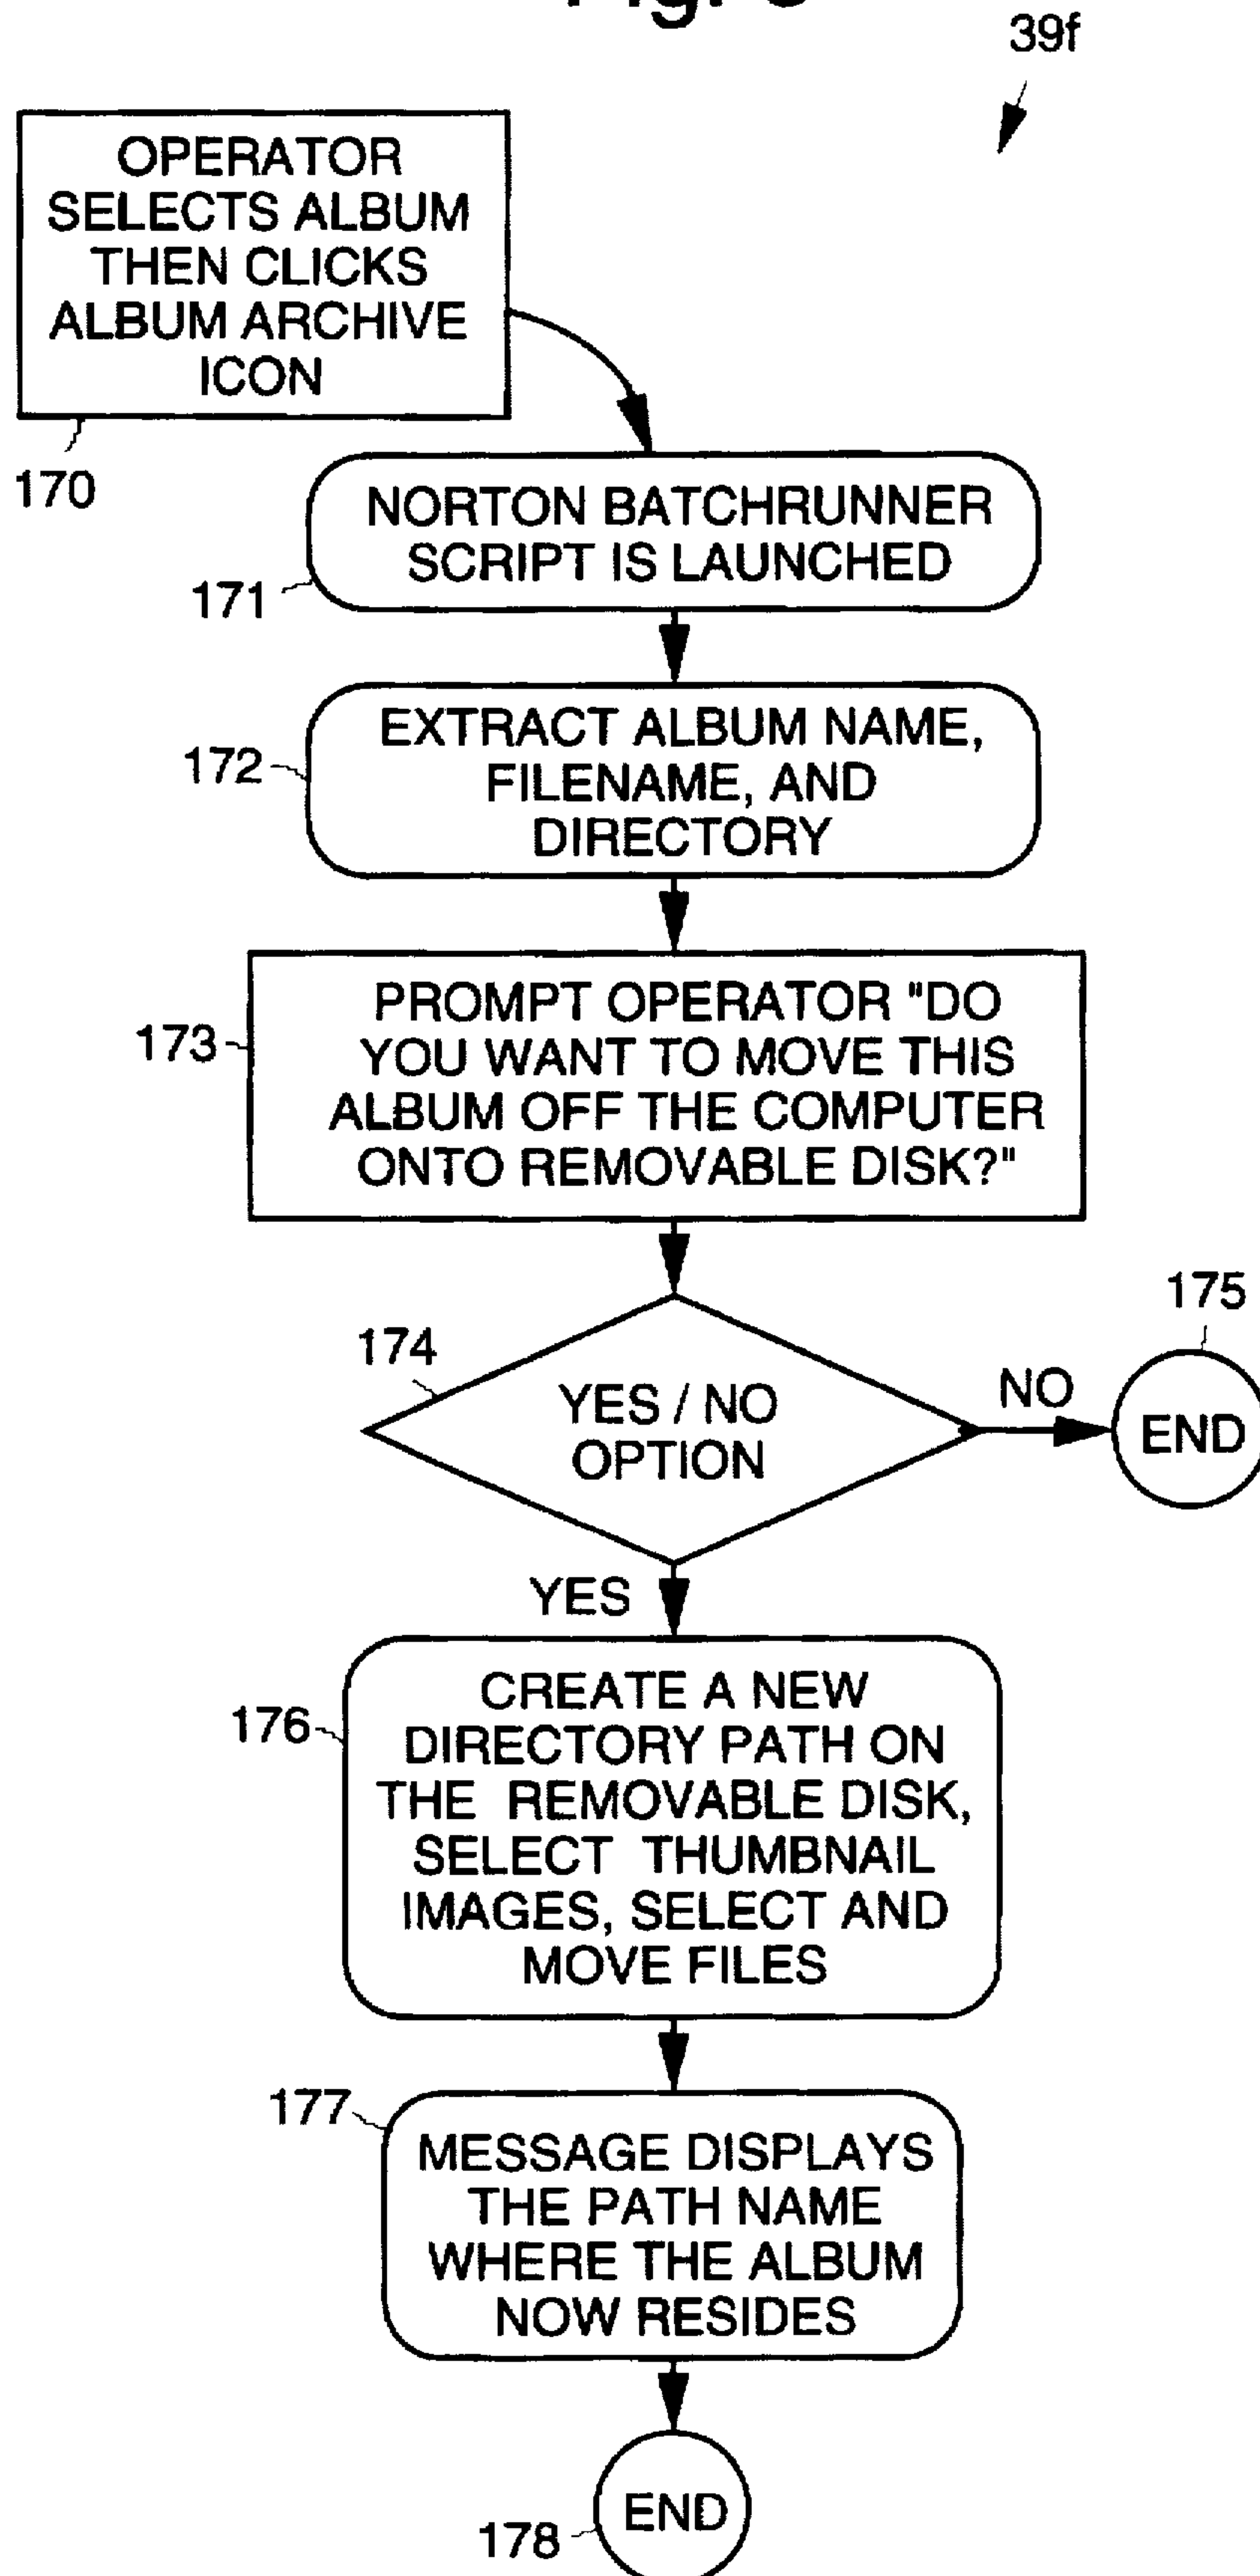 39f
OPERATOR
SELECTS ALBUM
THEN CLICKS
ALBUM ARCHIVE
ICON
170
NORTON BATCHRUNNER
SCRIPT IS LAUNCHED
171
EXTRACT ALBUM NAME,
FILENAME, AND
DIRECTORY
172
PROMPT OPERATOR "DO
YOU WANT TO MOVE THIS
ALBUM OFF THE COMPUTER
ONTO REMOVABLE DISK?"
173
174
YES / NO
OPTION
NO
175
END
YES
176
CREATE A NEW
DIRECTORY PATH ON
THE REMOVABLE DISK,
SELECT THUMBNAIL
IMAGES, SELECT AND
MOVE FILES
177
MESSAGE DISPLAYS
THE PATH NAME
WHERE THE ALBUM
NOW RESIDES
END
178